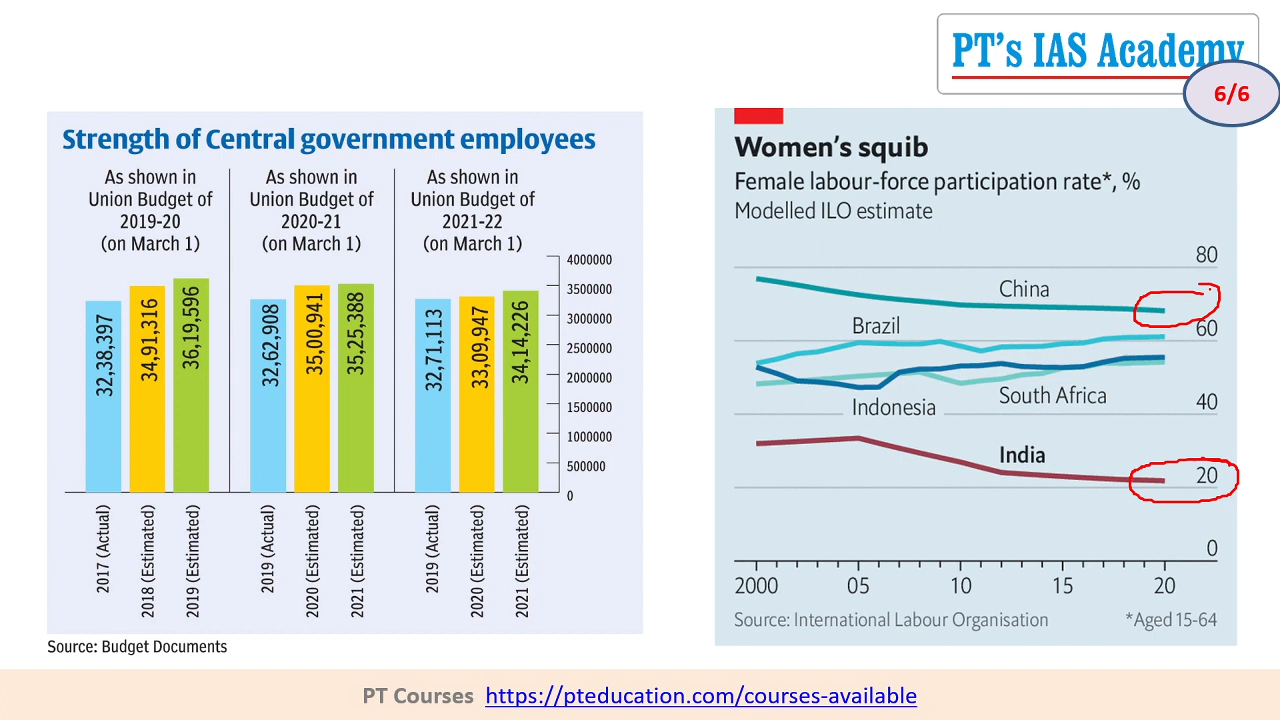 PT's IAS Academy
6/6
Strength of Central government employees
As shown in
Union Budget of
2019-20
(on March 1)
As shown in
Union Budget of
2020-21
(on March 1)
As shown in
Union Budget of
2021-22
(on March 1)
4000000
3500000
3000000
2500000
2000000
1500000
1000000
500000
0
32,38,397
34,91,316
36,19,596
32,62,908
35,00,941
35,25,388
32,71,113
33,09,947
34,14,226
2017 (Actual)
2018 (Estimated)
2019 (Estimated)
2019 (Actual)
2020 (Estimated)
2021 (Estimated)
2019 (Actual)
2020 (Estimated)
2021 (Estimated)
Source: Budget Documents
Women's squib
Female labour-force participation rate*, %
Modelled ILO estimate
80
China
Brazil
60
South Africa
Indonesia
40
India
20
0
2000 05 10 15 20
Source: International Labour Organisation *Aged 15-64
PT Courses https://pteducation.com/courses-available